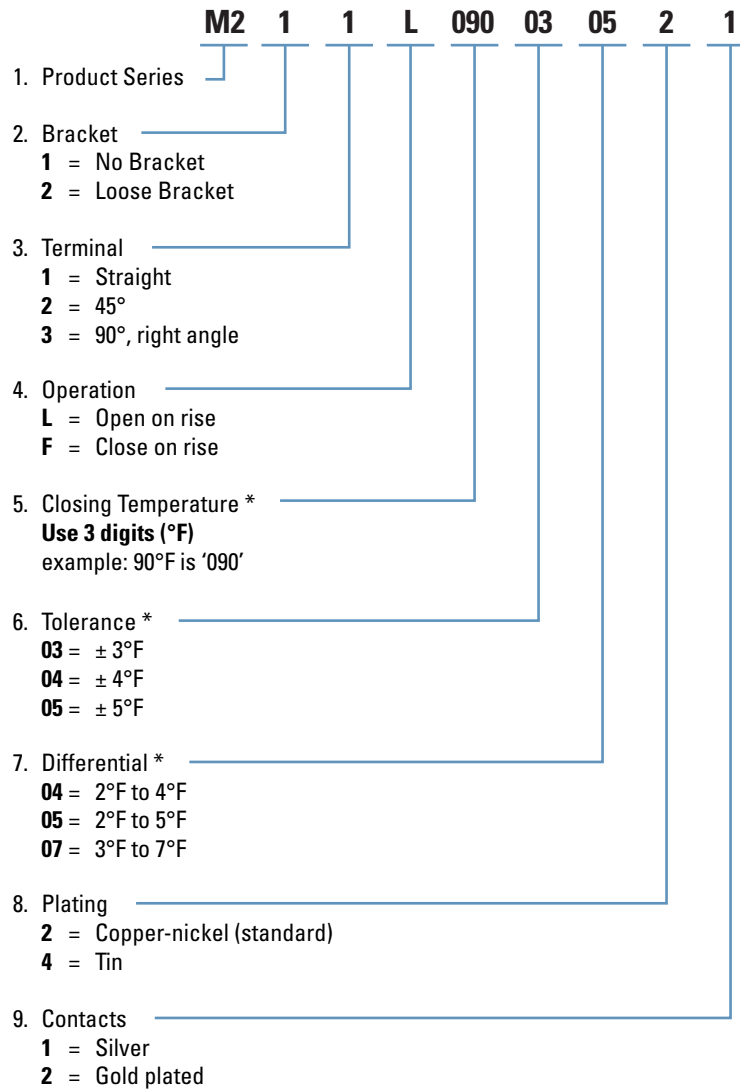 M2 1 1 L 090 03 05 2 1
1. Product Series
2. Bracket
1 = No Bracket
2 = Loose Bracket
3. Terminal
1 = Straight
2 = 45°
3 = 90°, right angle
4. Operation
L = Open on rise
F = Close on rise
5. Closing Temperature *
Use 3 digits (°F)
example: 90°F is ‘090’
6. Tolerance *
03 = ± 3°F
04 = ± 4°F
05 = ± 5°F
7. Differential *
04 = 2°F to 4°F
05 = 2°F to 5°F
07 = 3°F to 7°F
8. Plating
2 = Copper-nickel (standard)
4 = Tin
9. Contacts
1 = Silver
2 = Gold plated